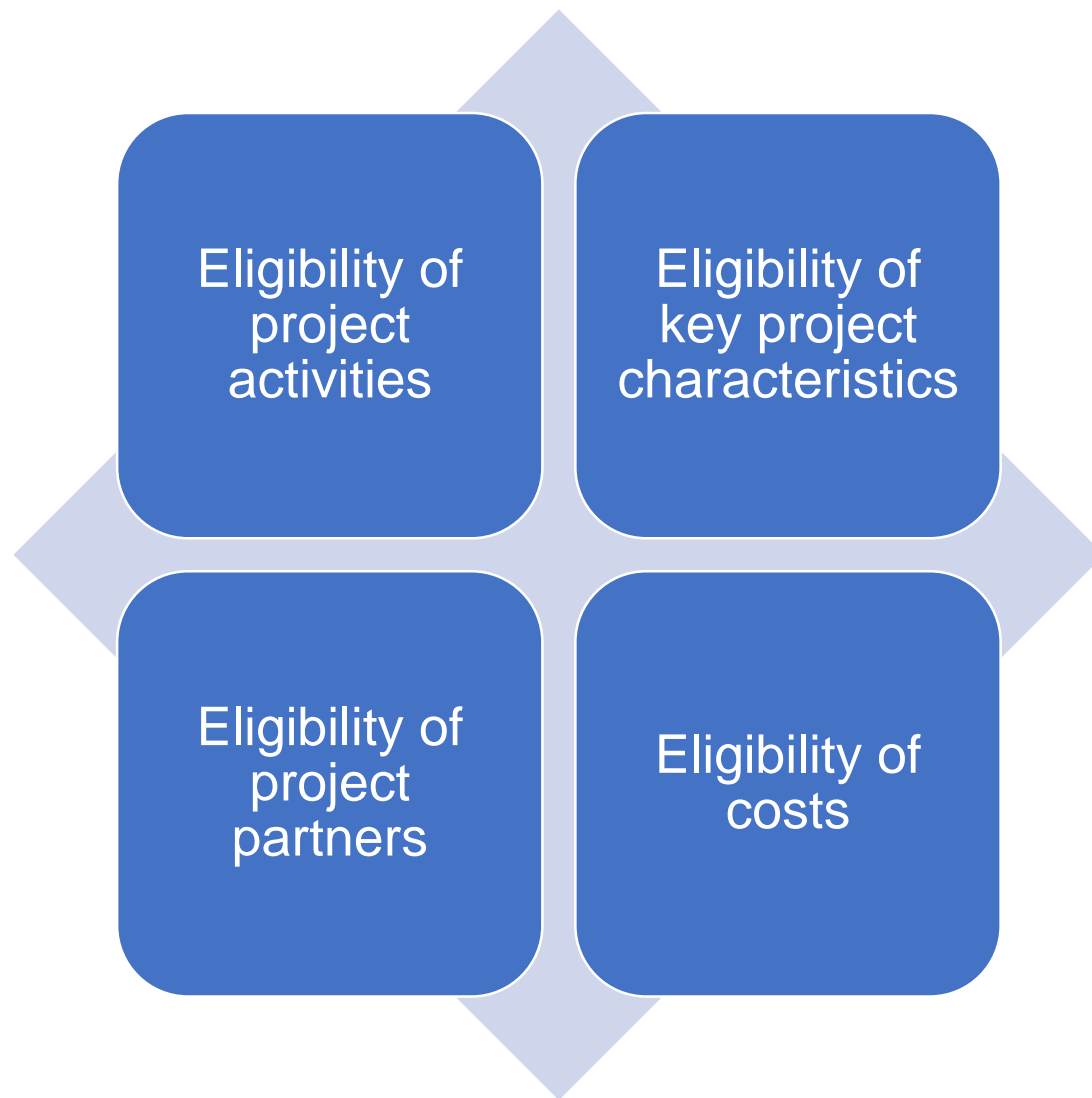 Eligibility of
project
activities
Eligibility of
key project
characteristics
Eligibility of
project
partners
Eligibility of
costs